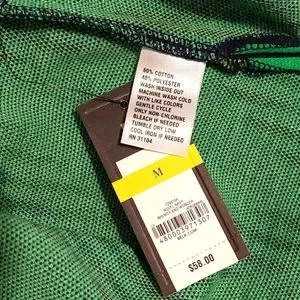 60% COTTON
40% POLYESTER
WASH INSIDE OUT
MACHINE WASH COLD
WITH LIKE COLORS
GENTLE CYCLE
ONLY NON-CHLORINE
BLEACH IF NEEDED
TUMBLE DRY LOW
COOL IRON IF NEEDED
RN 31104
M
$58.00